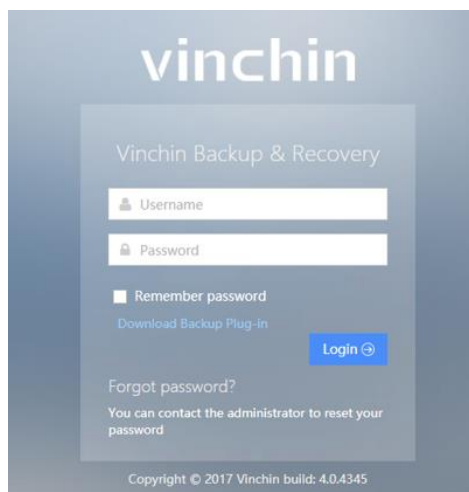 vinchin
Vinchin Backup & Recovery
Username
Password
Remember password
Download Backup Plug-in
Login
Forgot password?
You can contact the administrator to reset your
password
Copyright © 2017 Vinchin build: 4.0.4345